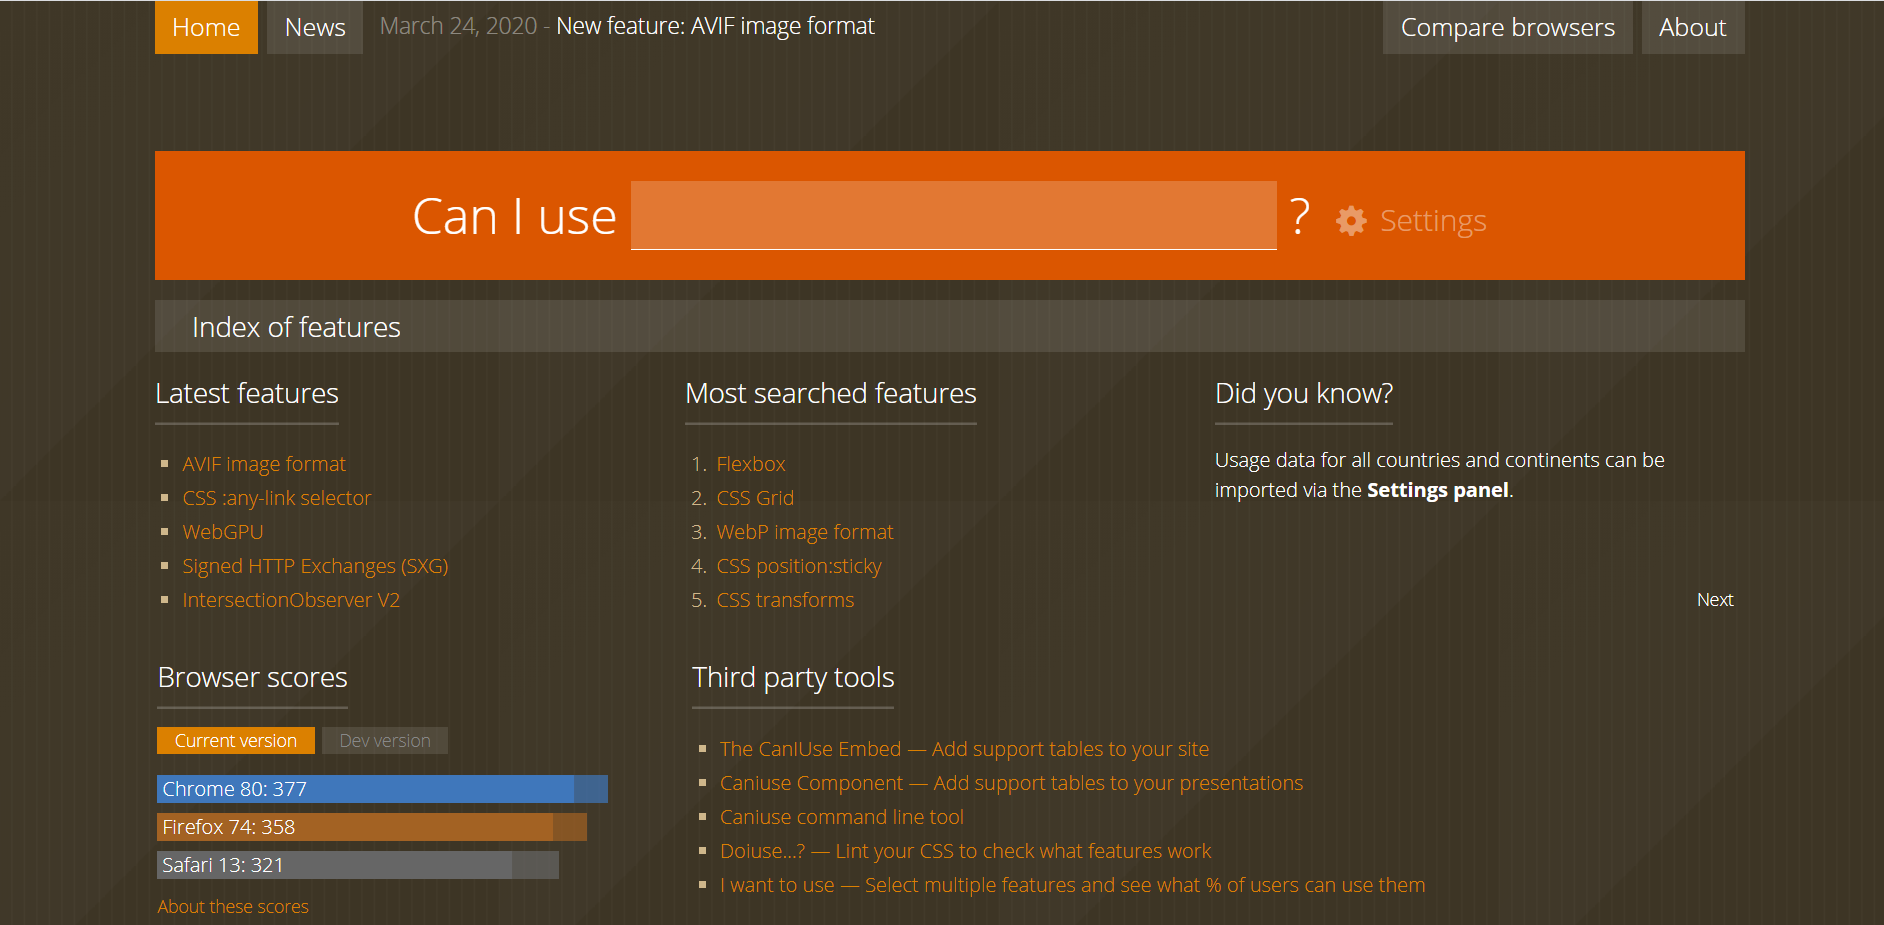 Home
News
March 24, 2020 - New feature: AVIF image format
Compare browsers
About
Can I use ?
Settings
Index of features
Latest features
AVIF image format
CSS :any-link selector
WebGPU
Signed HTTP Exchanges (SXG)
IntersectionObserver V2
Most searched features
1. Flexbox
2. CSS Grid
3. WebP image format
4. CSS position:sticky
5. CSS transforms
Did you know?
Usage data for all countries and continents can be
imported via the Settings panel.
Next
Browser scores
Current version
Dev version
Chrome 80: 377
Firefox 74: 358
Safari 13: 321
About these scores
Third party tools
The CanIUse Embed — Add support tables to your site
Caniuse Component — Add support tables to your presentations
Caniuse command line tool
Doiuse...? — Lint your CSS to check what features work
I want to use — Select multiple features and see what % of users can use them